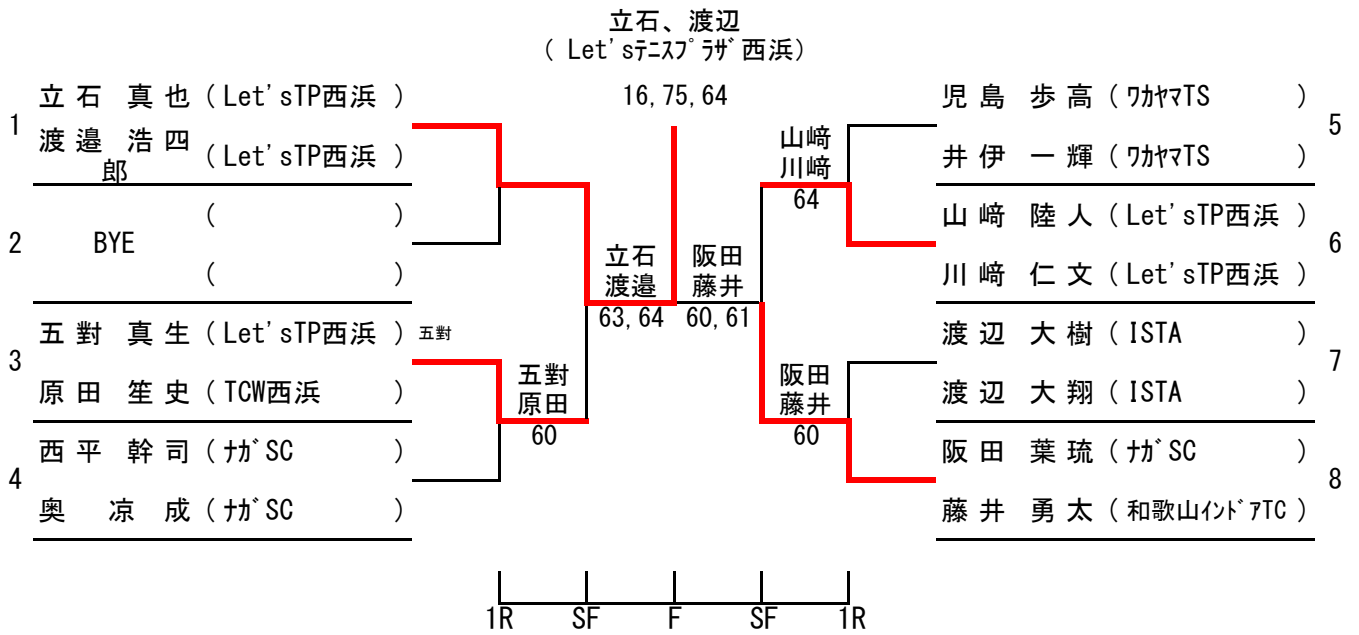 立石、渡辺
( Let'sﾃﾆｽﾌﾟﾗｻﾞ西浜)
16,75,64
1
立石 真也 ( Let'sTP西浜 )
渡邉 浩四郎 ( Let'sTP西浜 )
2
BYE
( )
( )
3
五對 真生 ( Let'sTP西浜 )
原田 笙史 ( TCW西浜 )
五對
4
西平 幹司 ( ﾅｶﾞSC )
奥 凉成 ( ﾅｶﾞSC )
五對
原田
60
立石
渡邉
63,64
阪田
藤井
60,61
山﨑
川﨑
64
阪田
藤井
60
児島 歩高 ( ﾜｶﾔﾏTS )
井伊 一輝 ( ﾜｶﾔﾏTS )
5
山﨑 陸人 ( Let'sTP西浜 )
川﨑 仁文 ( Let'sTP西浜 )
6
渡辺 大樹 ( ISTA )
渡辺 大翔 ( ISTA )
7
阪田 葉琉 ( ﾅｶﾞSC )
藤井 勇太 ( 和歌山ｲﾝﾄﾞｱTC )
8
1R SF F SF 1R